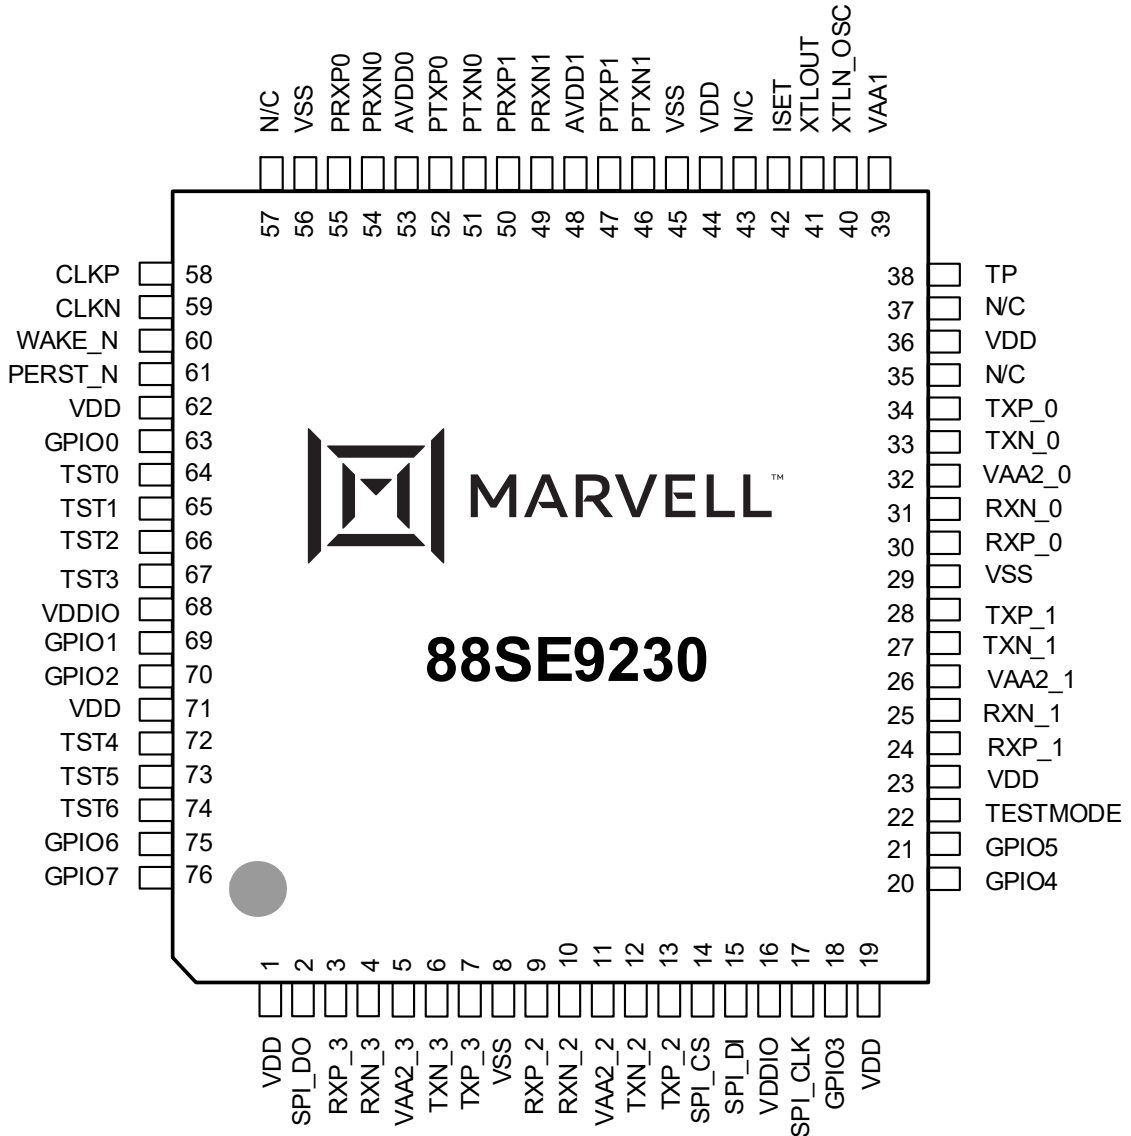 N/C
VSS
PRXP0
PRXN0
AVDD0
PTXP0
PTXN0
PRXP1
PRXN1
AVDD1
PTXP1
PTXN1
VSS
VDD
N/C
ISET
XTLOUT
XTLN_OSC
VAA1
57
56
55
54
53
52
51
50
49
48
47
46
45
44
43
42
41
40
39
CLKP 58
CLKN 59
WAKE_N 60
PERST_N 61
VDD 62
GPIO0 63
TST0 64
TST1 65
TST2 66
TST3 67
VDDIO 68
GPIO1 69
GPIO2 70
VDD 71
TST4 72
TST5 73
TST6 74
GPIO6 75
GPIO7 76
MARVELL™
88SE9230
38 TP
37 N/C
36 VDD
35 N/C
34 TXP_0
33 TXN_0
32 VAA2_0
31 RXN_0
30 RXP_0
29 VSS
28 TXP_1
27 TXN_1
26 VAA2_1
25 RXN_1
24 RXP_1
23 VDD
22 TESTMODE
21 GPIO5
20 GPIO4
1
2
3
4
5
6
7
8
9
10
11
12
13
14
15
16
17
18
19
VDD
SPI_DO
RXP_3
RXN_3
VAA2_3
TXN_3
TXP_3
VSS
RXP_2
RXN_2
VAA2_2
TXN_2
TXP_2
SPI_CS
SPI_DI
VDDIO
SPI_CLK
GPIO3
VDD